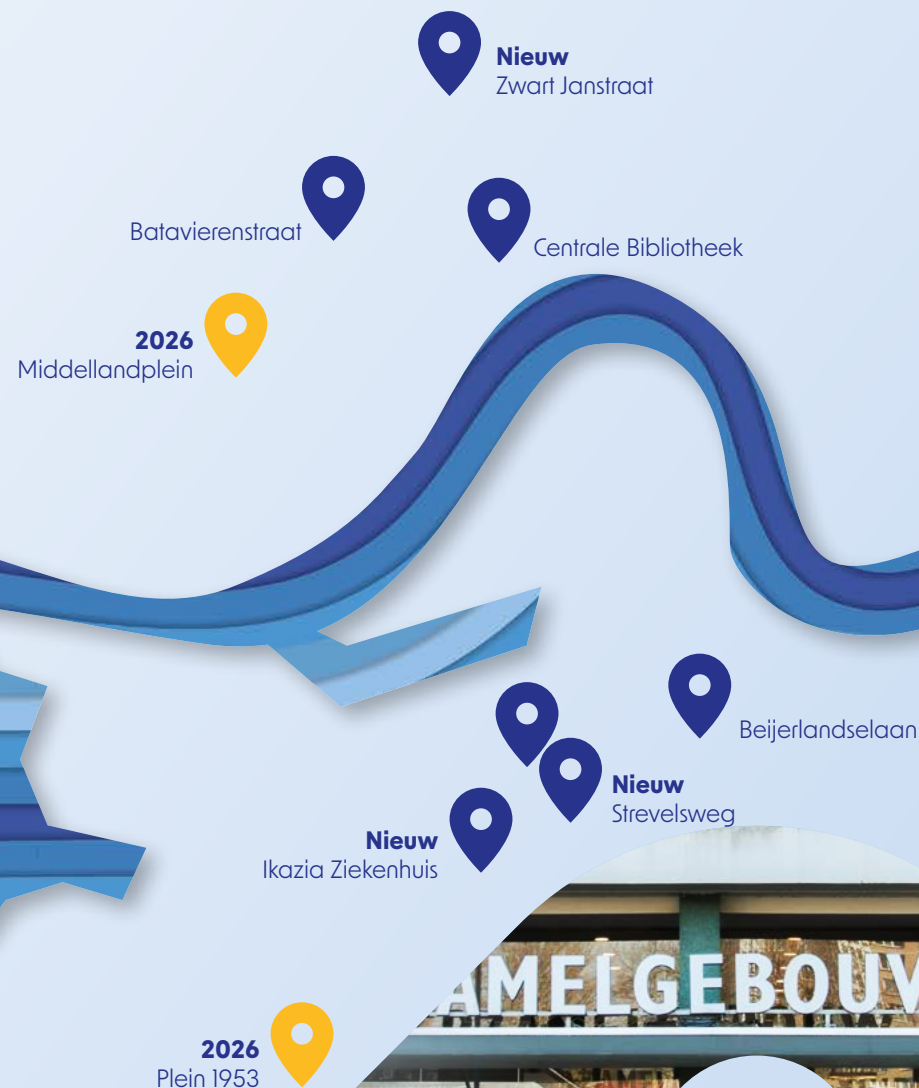 Nieuw
Zwart Janstraat
Batavierenstraat
Centrale Bibliotheek
2026
Middellandplein
Beijerlandselaan
Nieuw
Strevelsweg
Nieuw
Ikazia Ziekenhuis
AMELGEBOUW
2026
Plein 1953